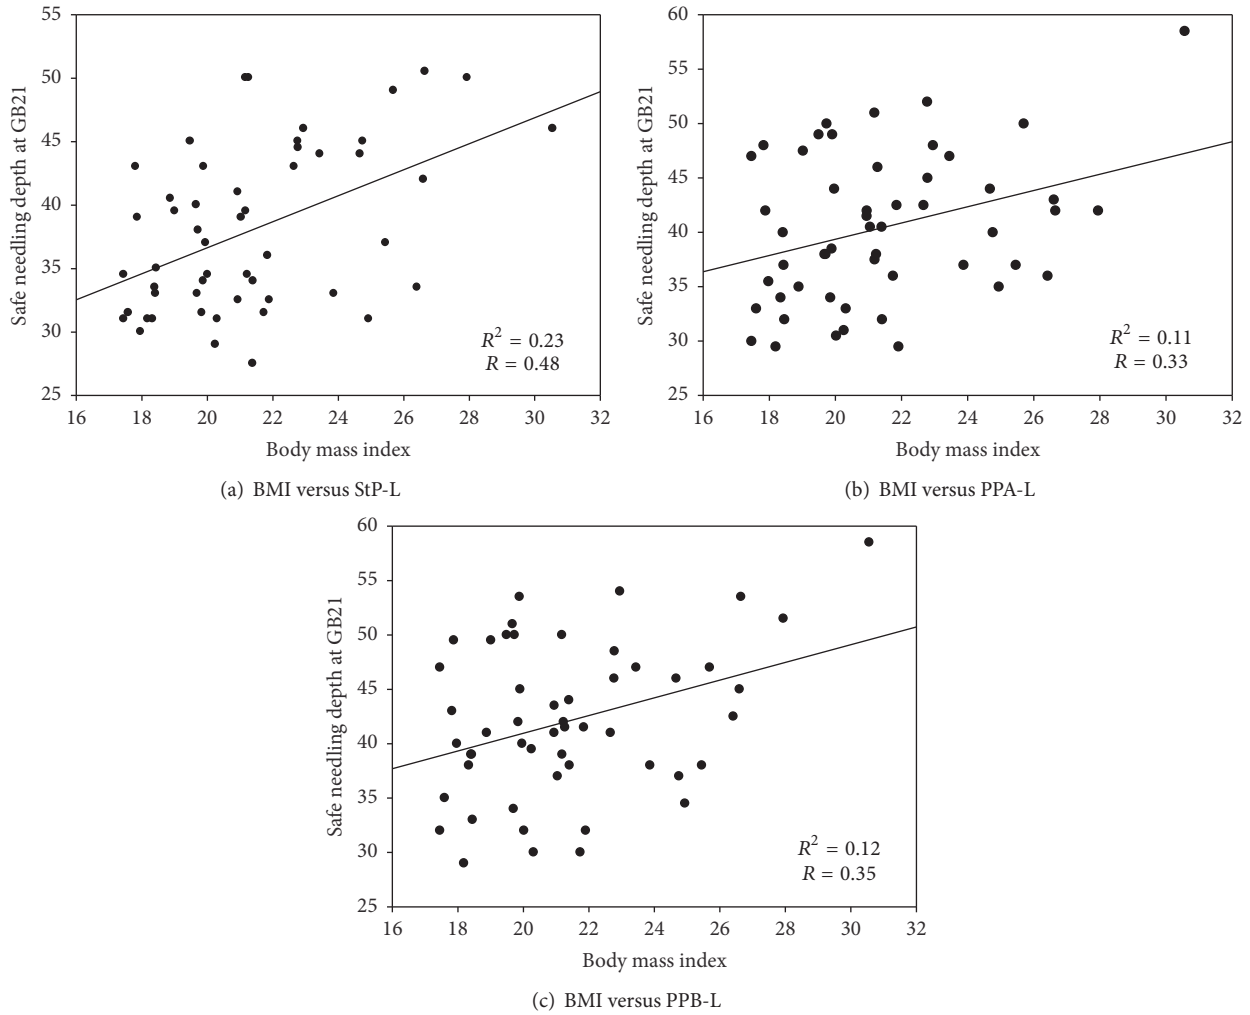 55
50
45
40
35
30
25
Safe needling depth at GB21
R² = 0.23
R = 0.48
16 18 20 22 24 26 28 30 32
Body mass index
(a) BMI versus StP-L
60
55
50
45
40
35
30
25
Safe needling depth at GB21
R² = 0.11
R = 0.33
16 18 20 22 24 26 28 30 32
Body mass index
(b) BMI versus PPA-L
60
55
50
45
40
35
30
25
Safe needling depth at GB21
R² = 0.12
R = 0.35
16 18 20 22 24 26 28 30 32
Body mass index
(c) BMI versus PPB-L